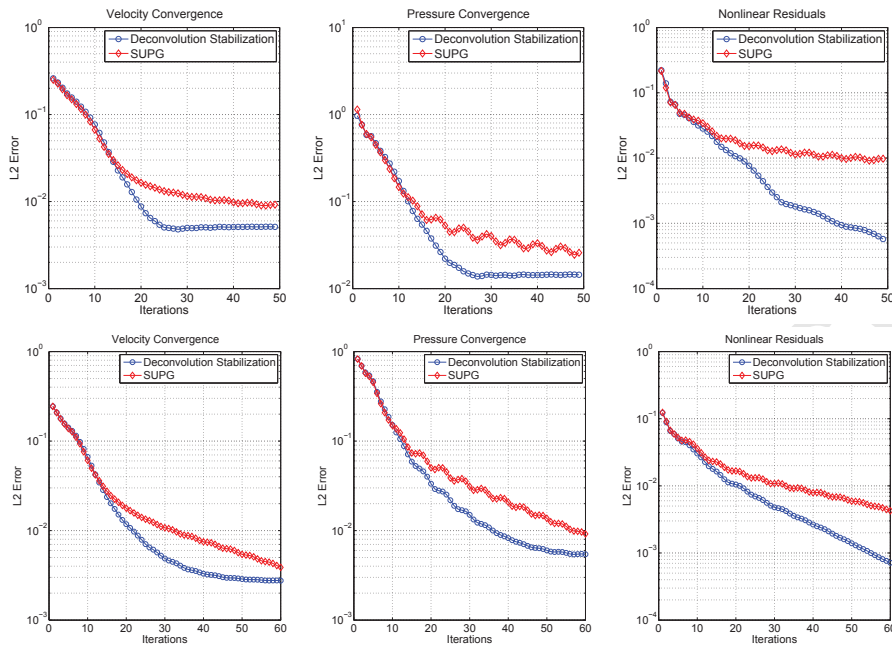 Velocity Convergence
10^0
10^-1
10^-2
10^-3
L2 Error
0 10 20 30 40 50
Iterations
Deconvolution Stabilization
SUPG
Pressure Convergence
10^1
10^0
10^-1
10^-2
L2 Error
0 10 20 30 40 50
Iterations
Deconvolution Stabilization
SUPG
Nonlinear Residuals
10^0
10^-1
10^-2
10^-3
10^-4
L2 Error
0 10 20 30 40 50
Iterations
Deconvolution Stabilization
SUPG
Velocity Convergence
10^0
10^-1
10^-2
10^-3
L2 Error
0 10 20 30 40 50 60
Iterations
Deconvolution Stabilization
SUPG
Pressure Convergence
10^0
10^-1
10^-2
10^-3
L2 Error
0 10 20 30 40 50 60
Iterations
Deconvolution Stabilization
SUPG
Nonlinear Residuals
10^0
10^-1
10^-2
10^-3
10^-4
L2 Error
0 10 20 30 40 50 60
Iterations
Deconvolution Stabilization
SUPG